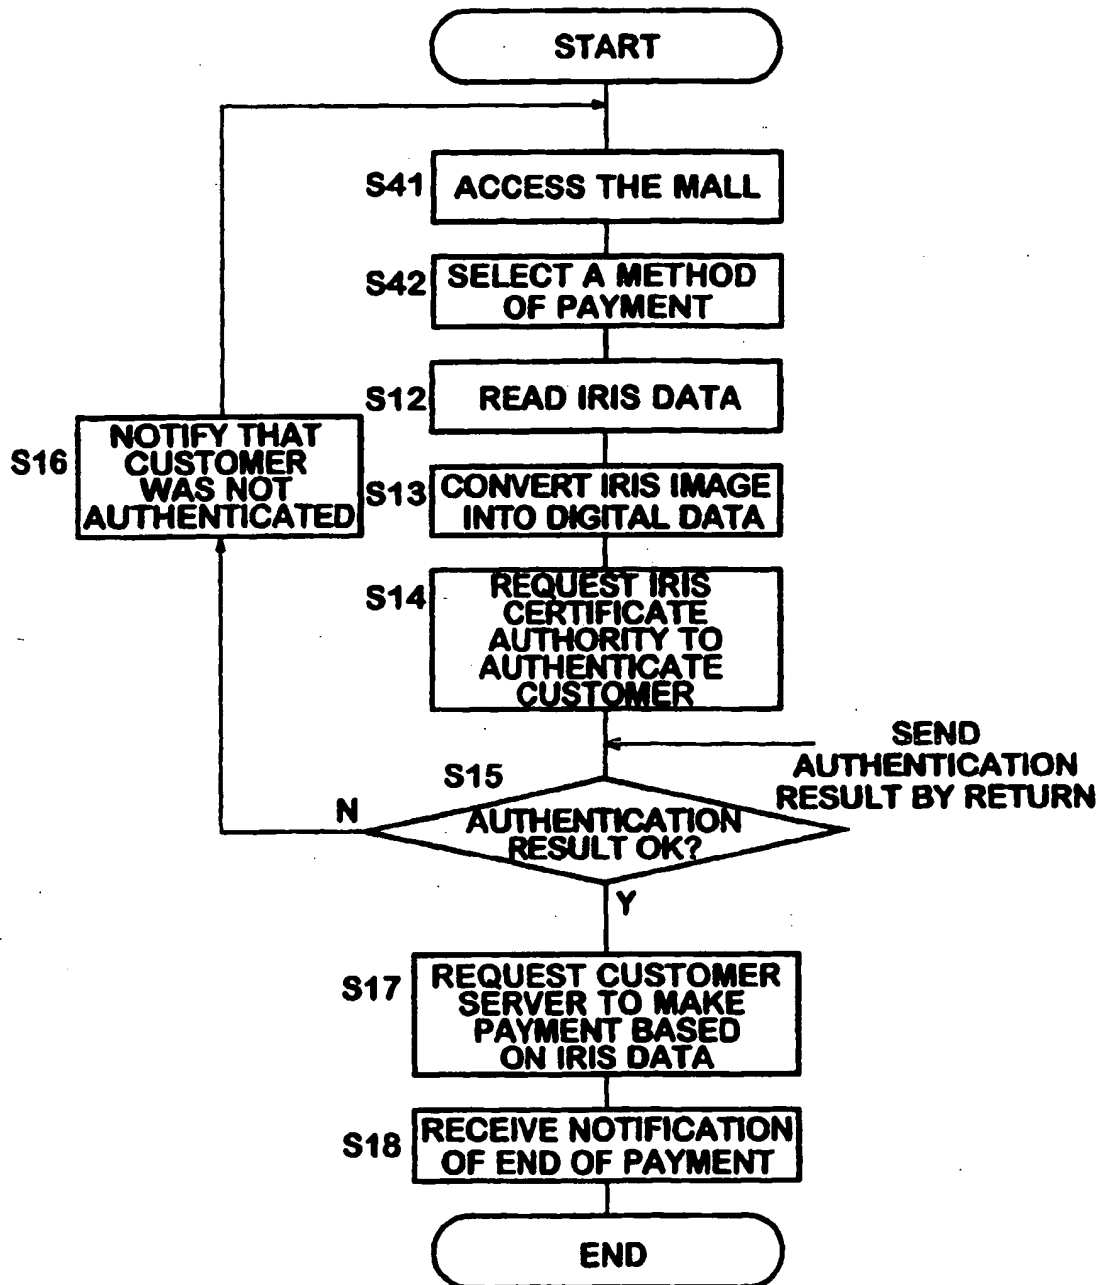 START
S41
ACCESS THE MALL
S42
SELECT A METHOD
OF PAYMENT
S12
READ IRIS DATA
S16
NOTIFY THAT
CUSTOMER
WAS NOT
AUTHENTICATED
S13
CONVERT IRIS IMAGE
INTO DIGITAL DATA
S14
REQUEST IRIS
CERTIFICATE
AUTHORITY TO
AUTHENTICATE
CUSTOMER
SEND
AUTHENTICATION
RESULT BY RETURN
S15
N
AUTHENTICATION
RESULT OK?
Y
S17
REQUEST CUSTOMER
SERVER TO MAKE
PAYMENT BASED
ON IRIS DATA
S18
RECEIVE NOTIFICATION
OF END OF PAYMENT
END